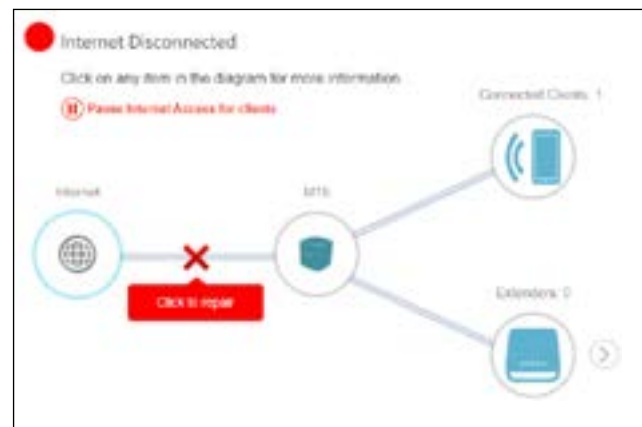 Internet Disconnected
Click on any item in the diagram for more information
Pause Internet Access for clients
Connected Clients: 1
Internet
Click to repair
Extenders: 0